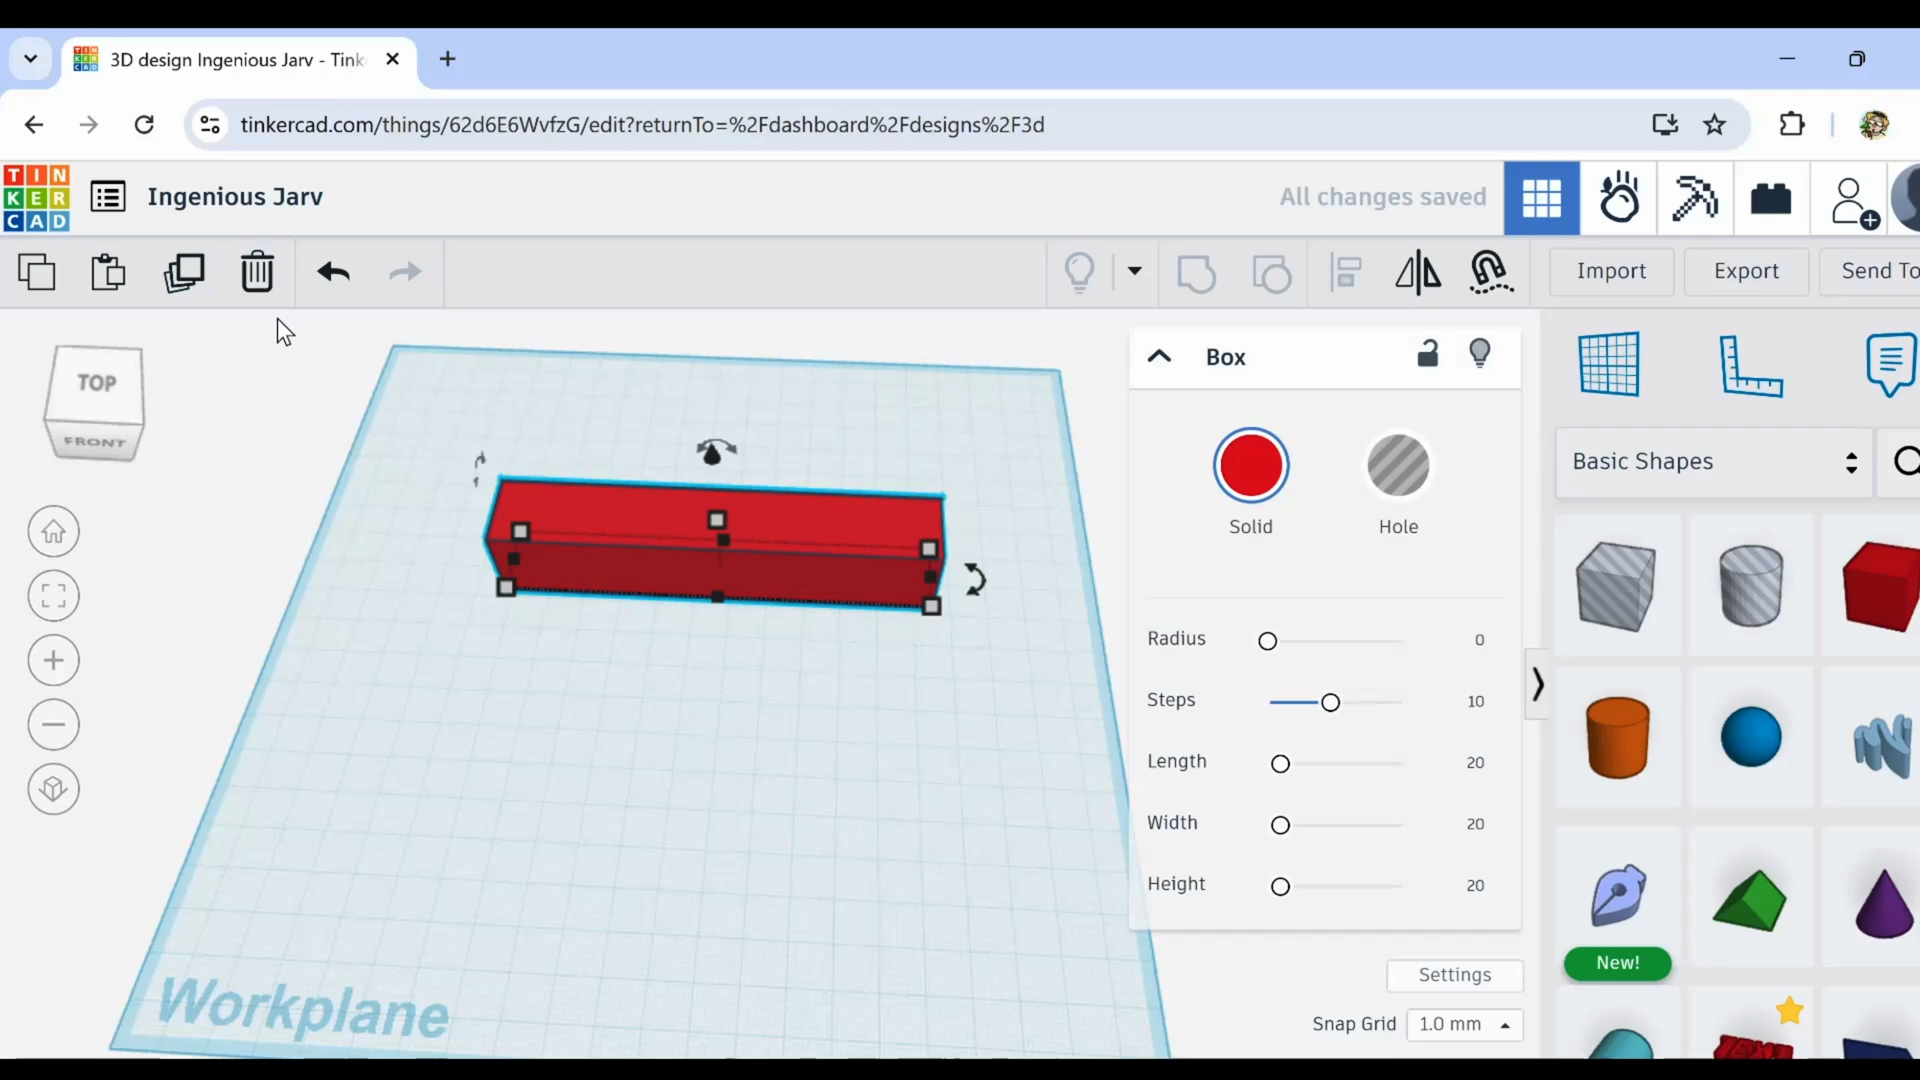 3D design Ingenious Jarv - Tink
tinkercad.com/things/62d6E6WvfzG/edit?returnTo=%2Fdashboard%2Fdesigns%2F3d
TIN
KER
CAD
Ingenious Jarv
All changes saved
Import
Export
Send To
TOP
FRONT
Box
Solid
Hole
Radius 0
Steps 10
Length 20
Width 20
Height 20
Basic Shapes
New!
Settings
Snap Grid 1.0 mm
Workplane